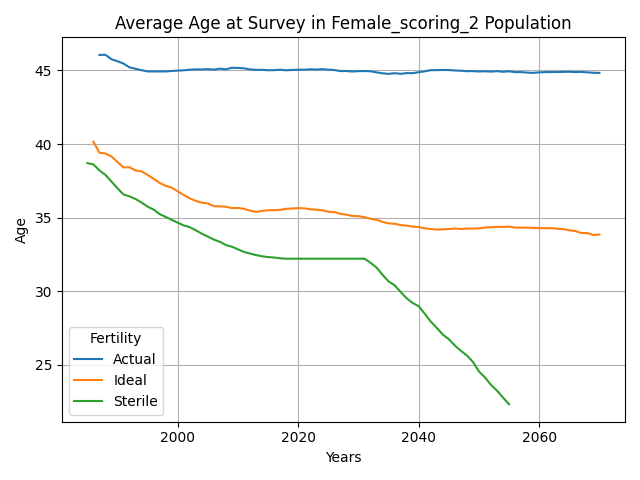 Average Age at Survey in Female_scoring_2 Population
Age
45
40
35
30
25
Fertility
Actual
Ideal
Sterile
2000
2020
2040
2060
Years